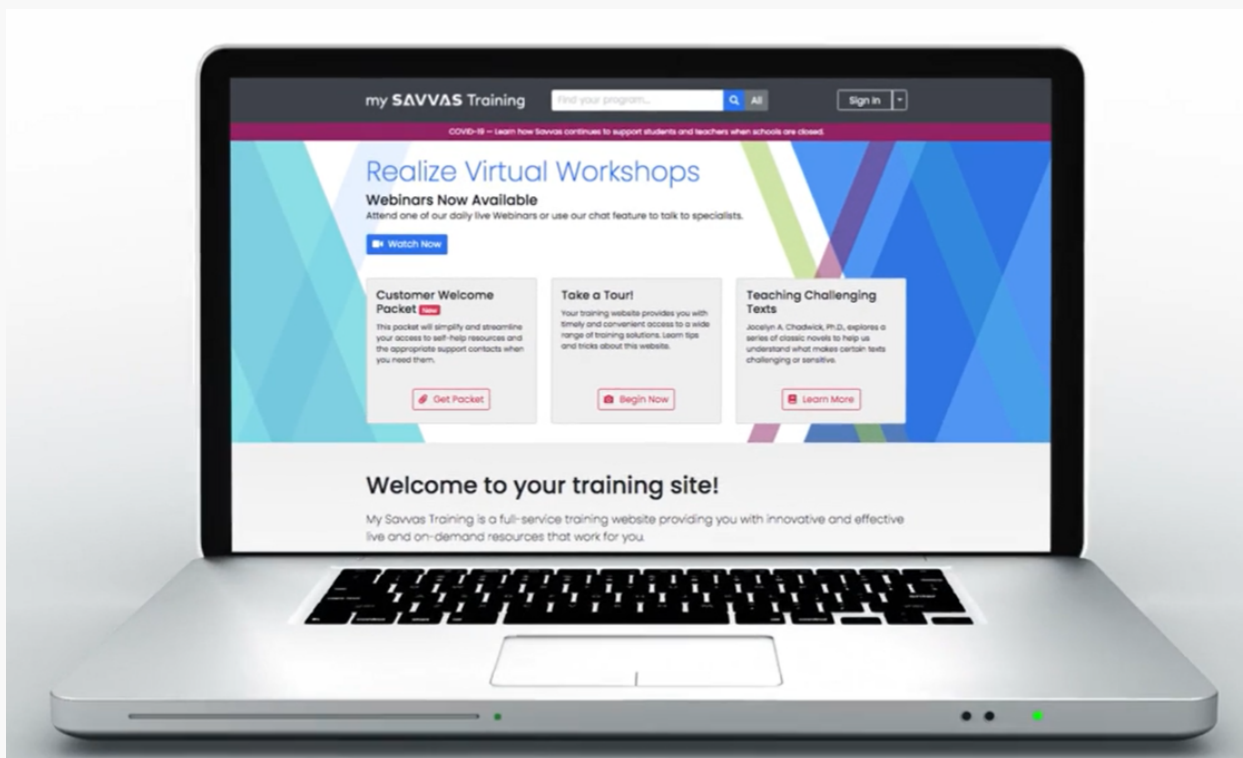 my SAVVAS Training
Find your program...
All
Sign In
COVID-19 — Learn how Savvas continues to support students and teachers when schools are closed.
Realize Virtual Workshops
Webinars Now Available
Attend one of our daily live Webinars or use our chat feature to talk to specialists.
Watch Now
Customer Welcome
Packet New
This packet will simplify and streamline
your access to self-help resources and
the appropriate support contacts when
you need them.
Get Packet
Take a Tour!
Your training website provides you with
timely and convenient access to a wide
range of training solutions. Learn tips
and tricks about this website.
Begin Now
Teaching Challenging
Texts
Jocelyn A. Chadwick, Ph.D., explores a
series of classic novels to help us
understand what makes certain texts
challenging or sensitive.
Learn More
Welcome to your training site!
My Savvas Training is a full-service training website providing you with innovative and effective
live and on-demand resources that work for you.